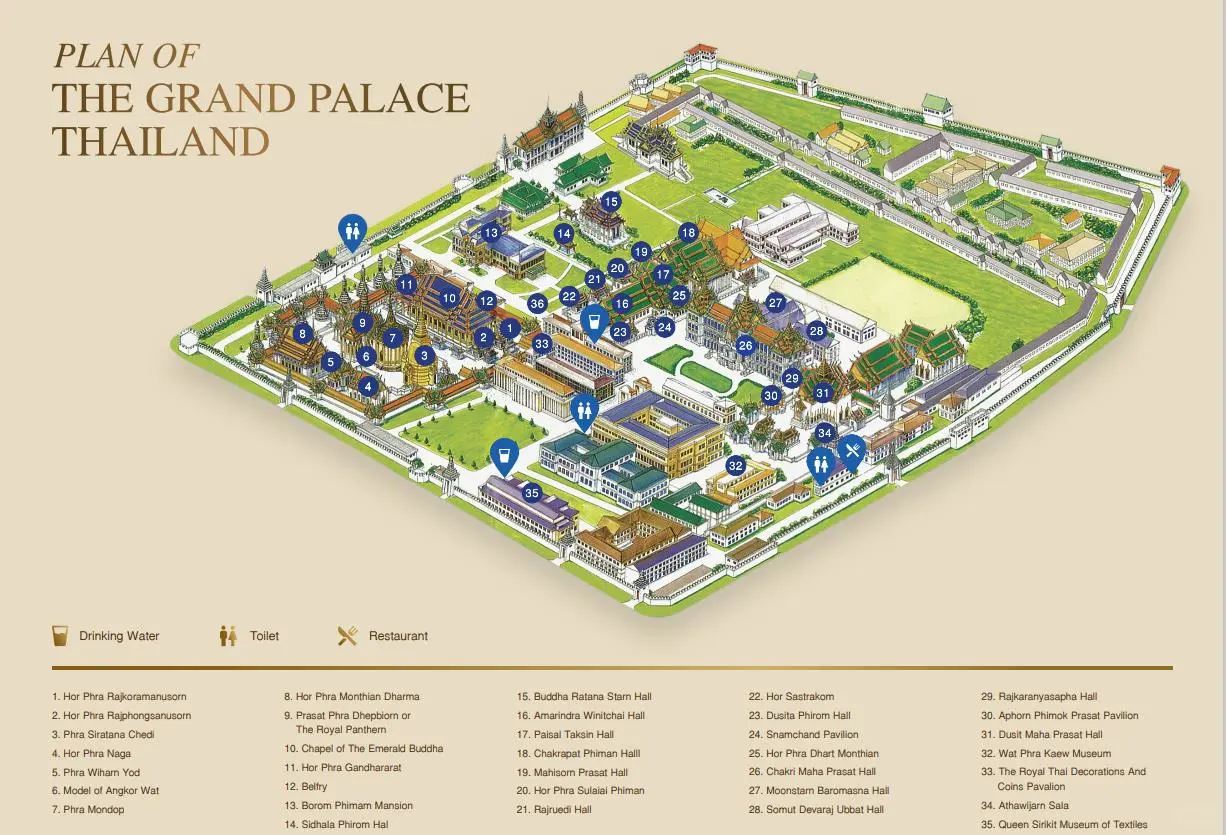 PLAN OF
THE GRAND PALACE
THAILAND
15
13
14
18
19
20
17
21
11
10
12
36
22
16
25
27
9
1
23
24
28
8
7
2
33
26
5
6
3
4
29
30
31
34
32
35
Drinking Water
Toilet
Restaurant
1. Hor Phra Rajkoramanusorn
2. Hor Phra Rajphongsanusorn
3. Phra Siratana Chedi
4. Hor Phra Naga
5. Phra Wiharn Yod
6. Model of Angkor Wat
7. Phra Mondop
8. Hor Phra Monthian Dharma
9. Prasat Phra Dhepbiorn or
The Royal Panthern
10. Chapel of The Emerald Buddha
11. Hor Phra Gandhararat
12. Belfry
13. Borom Phimam Mansion
14. Sidhala Phirom Hal
15. Buddha Ratana Starn Hall
16. Amarindra Winitchai Hall
17. Paisal Taksin Hall
18. Chakrapat Phiman Halll
19. Mahisorn Prasat Hall
20. Hor Phra Sulaiai Phiman
21. Rajruedi Hall
22. Hor Sastrakom
23. Dusita Phirom Hall
24. Snamchand Pavilion
25. Hor Phra Dhart Monthian
26. Chakri Maha Prasat Hall
27. Moonstarn Baromasna Hall
28. Somut Devaraj Ubbat Hall
29. Rajkaranyasapha Hall
30. Aphorn Phimok Prasat Pavilion
31. Dusit Maha Prasat Hall
32. Wat Phra Kaew Museum
33. The Royal Thai Decorations And
Coins Pavalion
34. Athawijarn Sala
35. Queen Sirikit Museum of Textiles